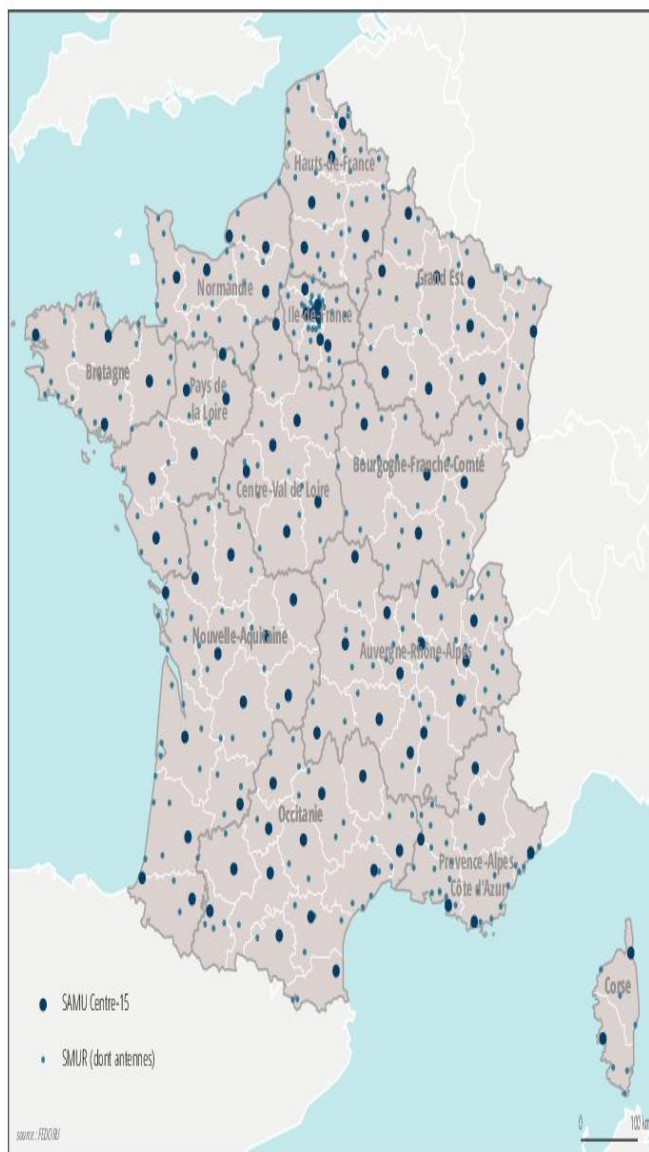 Hauts-de-France
Normandie
Grand Est
Ile-de-France
Bretagne
Pays de
la Loire
Bourgogne-Franche-Comté
Centre-Val de Loire
Nouvelle-Aquitaine
Auvergne-Rhône-Alpes
Occitanie
Provence-Alpes
Côte d'Azur
Corse
SAMU Centre-15
SMUR (dont antennes)
source : FEDORU
0 100 km